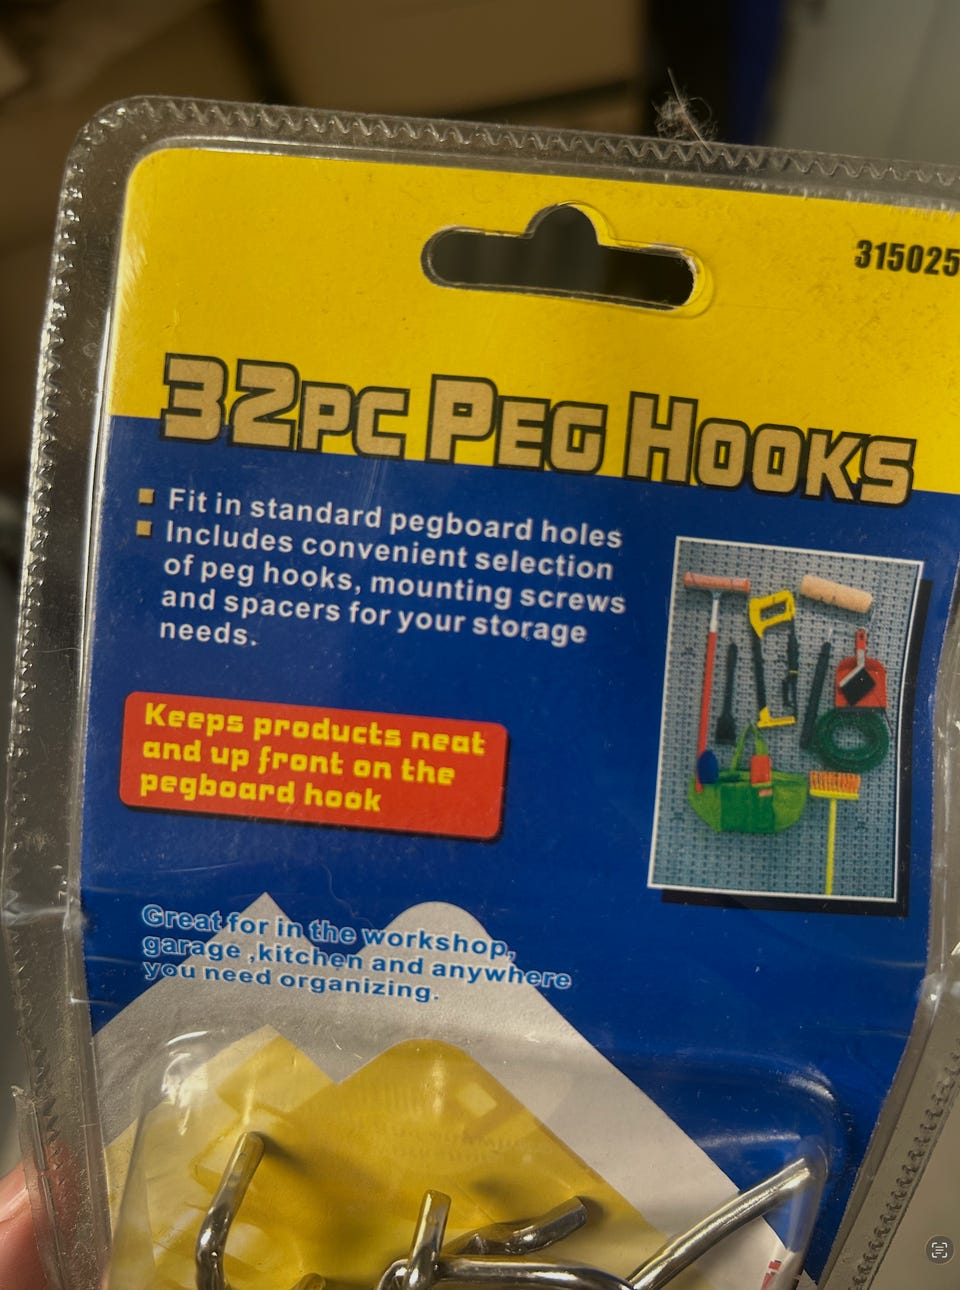 315025
32PC PEG HOOKS
Fit in standard pegboard holes
Includes convenient selection
of peg hooks, mounting screws
and spacers for your storage
needs.
Keeps products neat
and up front on the
pegboard hook
Great for in the workshop,
garage ,kitchen and anywhere
you need organizing.